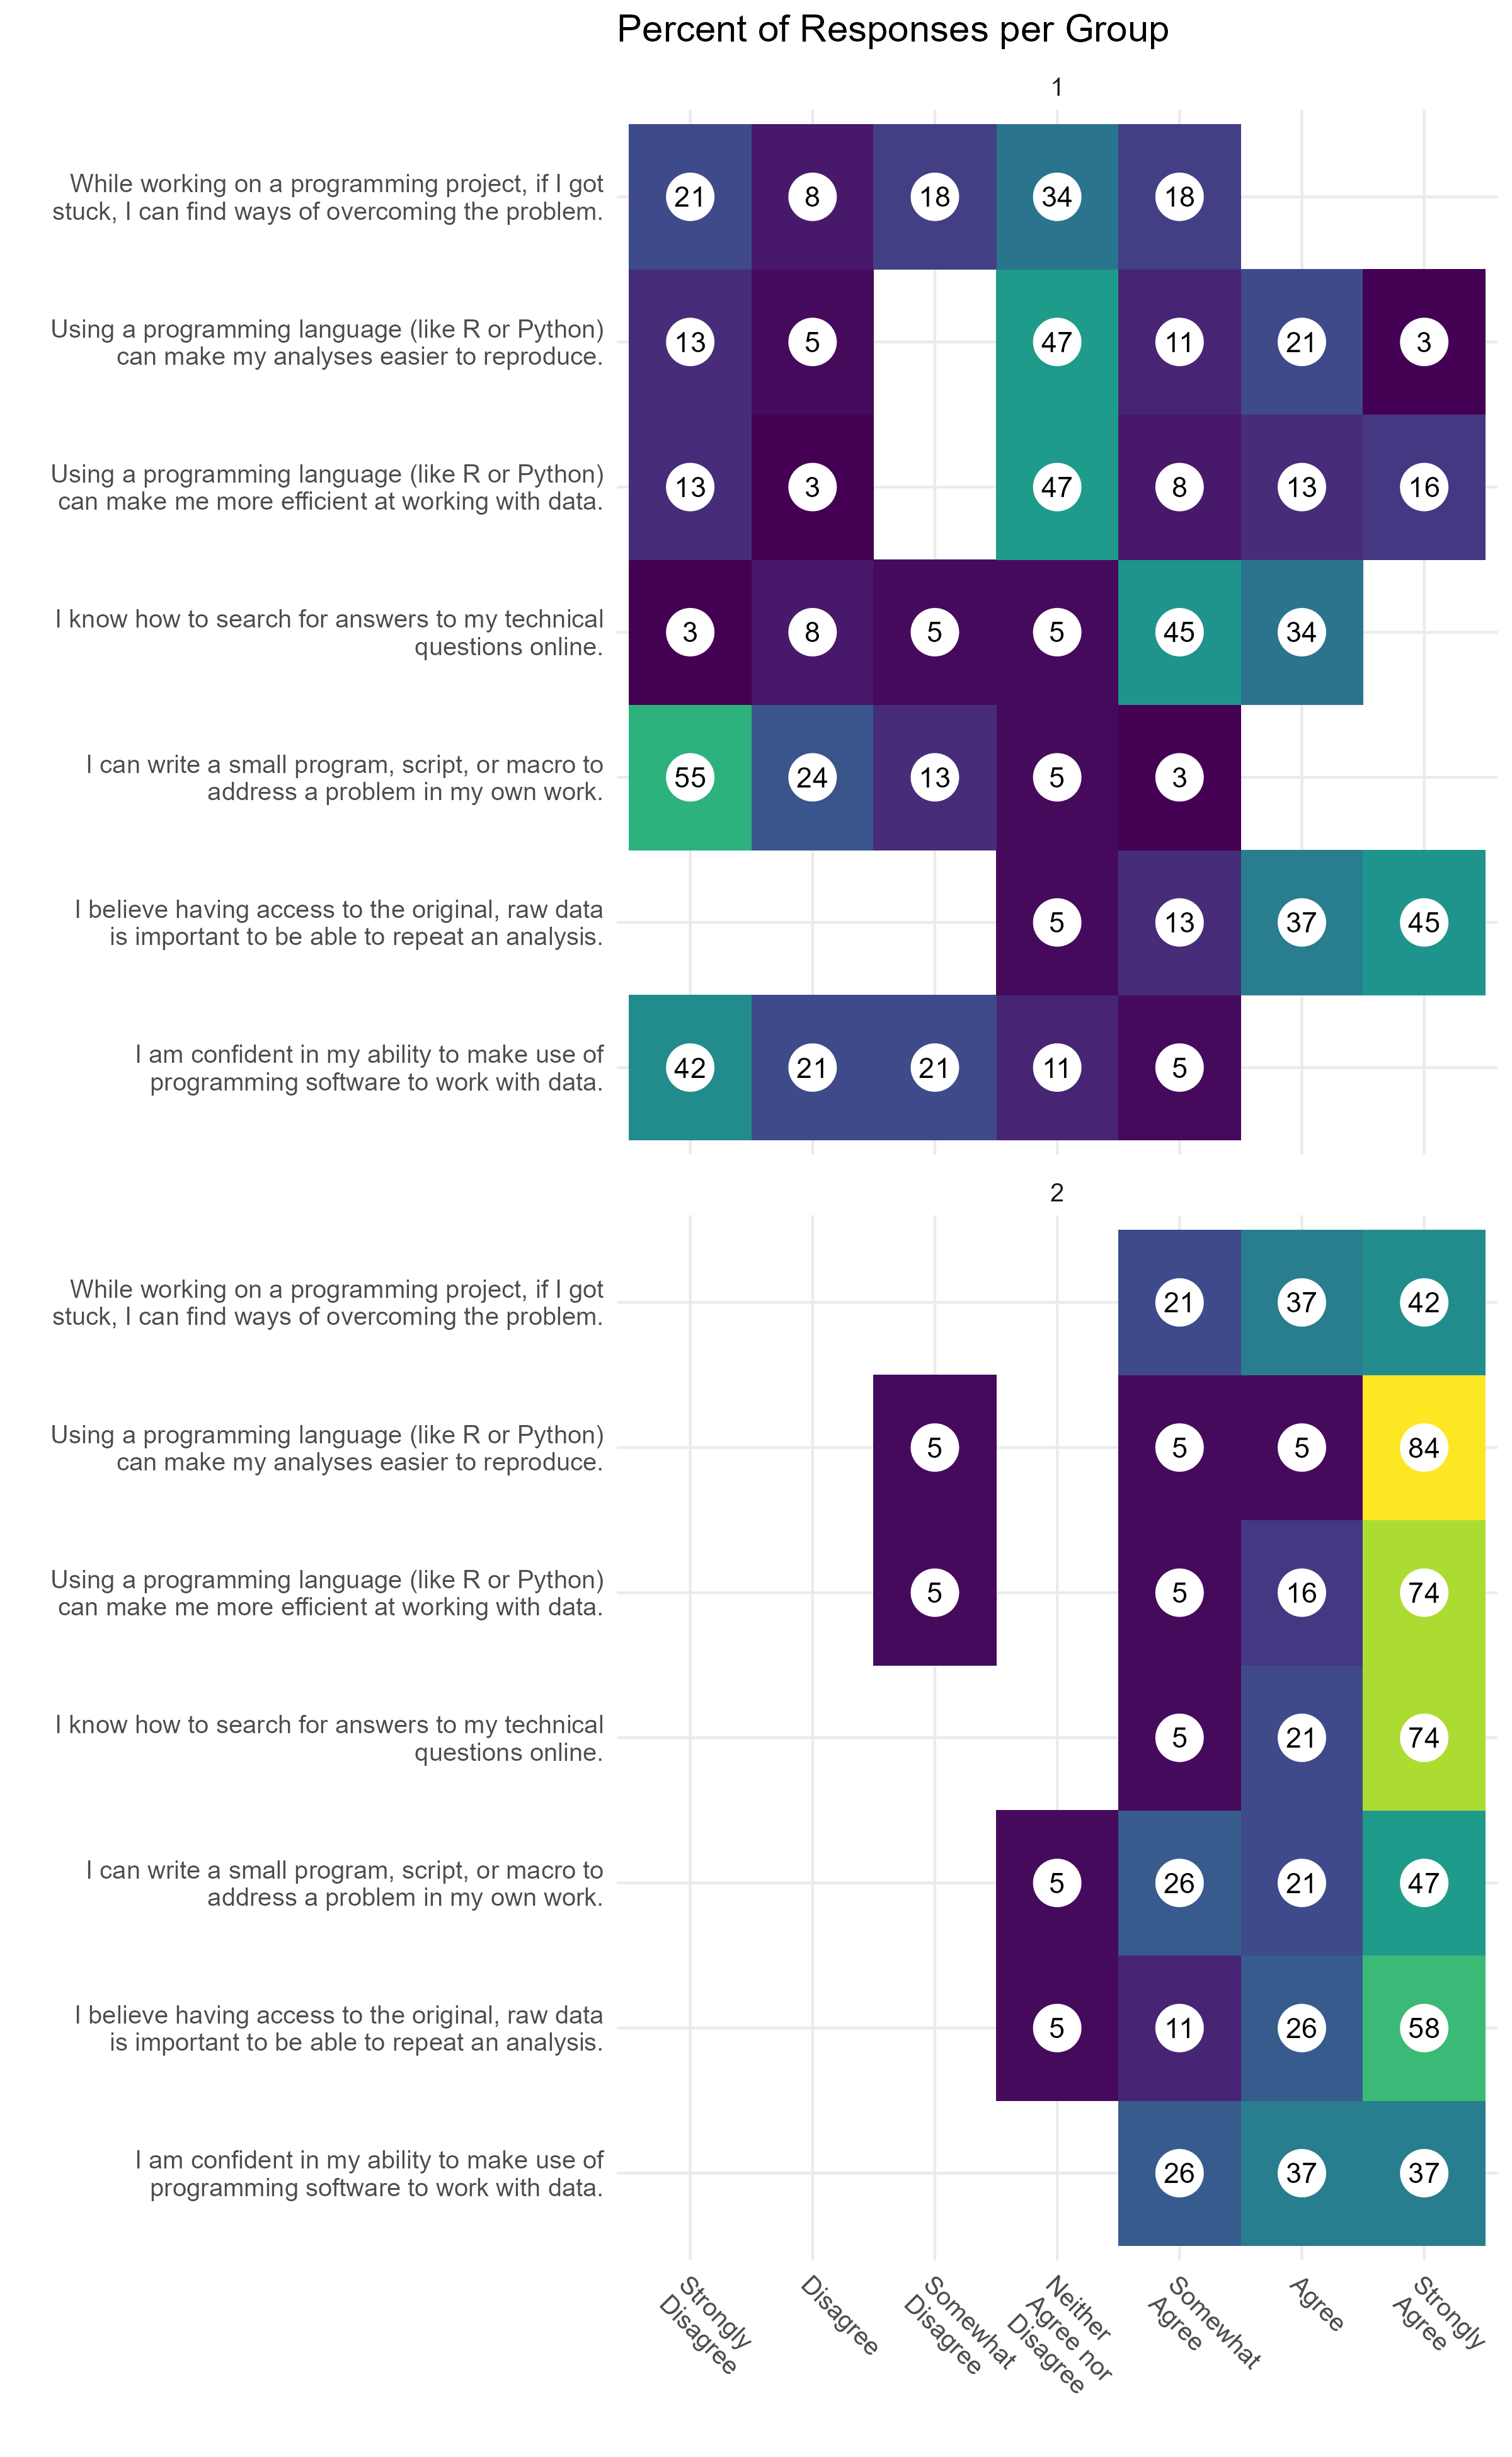 Percent of Responses per Group
1
While working on a programming project, if I got
stuck, I can find ways of overcoming the problem.
21 8 18 34 18
Using a programming language (like R or Python)
can make my analyses easier to reproduce.
13 5 47 11 21 3
Using a programming language (like R or Python)
can make me more efficient at working with data.
13 3 47 8 13 16
I know how to search for answers to my technical
questions online.
3 8 5 5 45 34
I can write a small program, script, or macro to
address a problem in my own work.
55 24 13 5 3
I believe having access to the original, raw data
is important to be able to repeat an analysis.
5 13 37 45
I am confident in my ability to make use of
programming software to work with data.
42 21 21 11 5
2
While working on a programming project, if I got
stuck, I can find ways of overcoming the problem.
21 37 42
Using a programming language (like R or Python)
can make my analyses easier to reproduce.
5 5 5 84
Using a programming language (like R or Python)
can make me more efficient at working with data.
5 5 16 74
I know how to search for answers to my technical
questions online.
5 21 74
I can write a small program, script, or macro to
address a problem in my own work.
5 26 21 47
I believe having access to the original, raw data
is important to be able to repeat an analysis.
5 11 26 58
I am confident in my ability to make use of
programming software to work with data.
26 37 37
Strongly
Disagree
Disagree
Somewhat
Disagree
Neither
Agree nor
Disagree
Somewhat
Agree
Agree
Strongly
Agree